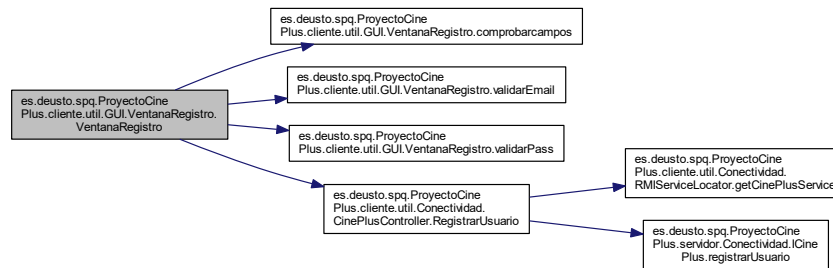 es.deusto.spq.ProyectoCine
Plus.cliente.util.GUI.VentanaRegistro.
VentanaRegistro
es.deusto.spq.ProyectoCine
Plus.cliente.util.GUI.VentanaRegistro.comprobarcampos
es.deusto.spq.ProyectoCine
Plus.cliente.util.GUI.VentanaRegistro.validarEmail
es.deusto.spq.ProyectoCine
Plus.cliente.util.GUI.VentanaRegistro.validarPass
es.deusto.spq.ProyectoCine
Plus.cliente.util.Conectividad.
CinePlusController.RegistrarUsuario
es.deusto.spq.ProyectoCine
Plus.cliente.util.Conectividad.
RMIServiceLocator.getCinePlusService
es.deusto.spq.ProyectoCine
Plus.servidor.Conectividad.ICine
Plus.registrarUsuario